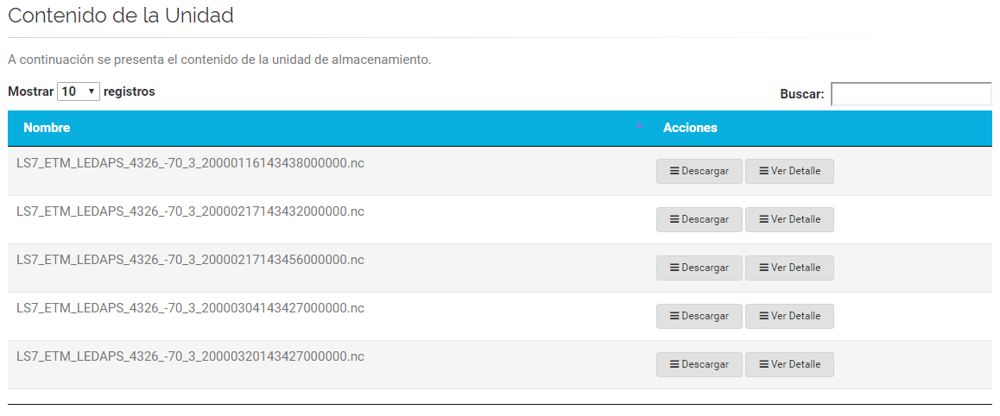 Contenido de la Unidad
A continuación se presenta el contenido de la unidad de almacenamiento.
Mostrar 10 registros
Buscar:
Nombre Acciones
LS7_ETM_LEDAPS_4326_-70_3_20000116143438000000.nc Descargar Ver Detalle
LS7_ETM_LEDAPS_4326_-70_3_20000217143432000000.nc Descargar Ver Detalle
LS7_ETM_LEDAPS_4326_-70_3_20000217143456000000.nc Descargar Ver Detalle
LS7_ETM_LEDAPS_4326_-70_3_20000304143427000000.nc Descargar Ver Detalle
LS7_ETM_LEDAPS_4326_-70_3_20000320143427000000.nc Descargar Ver Detalle